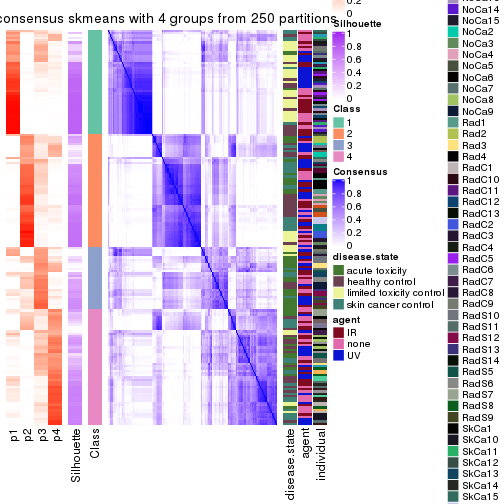 consensus skmeans with 4 groups from 250 partitions
p1
p2
p3
p4
Silhouette
Class
disease.state
agent
individual
0.2
0
Silhouette
1
0.8
0.6
0.4
0.2
0
Class
1
2
3
4
Consensus
1
0.8
0.6
0.4
0.2
0
disease.state
acute toxicity
healthy control
limited toxicity control
skin cancer control
agent
IR
none
UV
NoCa14
NoCa15
NoCa2
NoCa3
NoCa4
NoCa5
NoCa6
NoCa7
NoCa8
NoCa9
Rad1
Rad2
Rad3
Rad4
RadC1
RadC10
RadC11
RadC12
RadC13
RadC2
RadC3
RadC4
RadC5
RadC6
RadC7
RadC8
RadC9
RadS10
RadS11
RadS12
RadS13
RadS14
RadS5
RadS6
RadS7
RadS8
RadS9
SkCa1
SkCa10
SkCa11
SkCa12
SkCa13
SkCa14
SkCa15